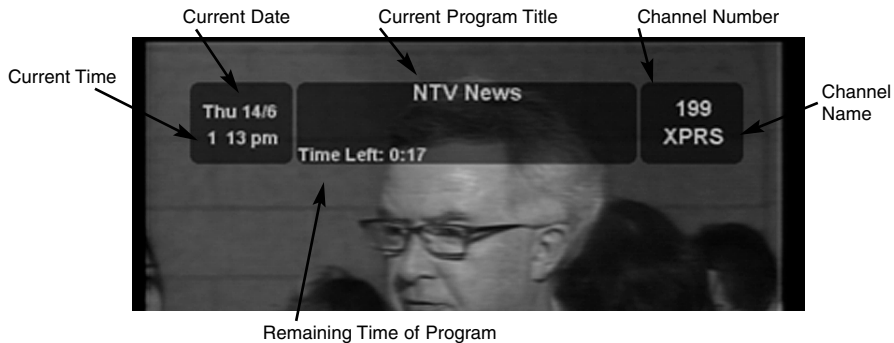 Current Date
Current Program Title
Channel Number
Current Time
Channel
Name
Thu 14/6
1 13 pm
NTV News
Time Left: 0:17
199
XPRS
Remaining Time of Program